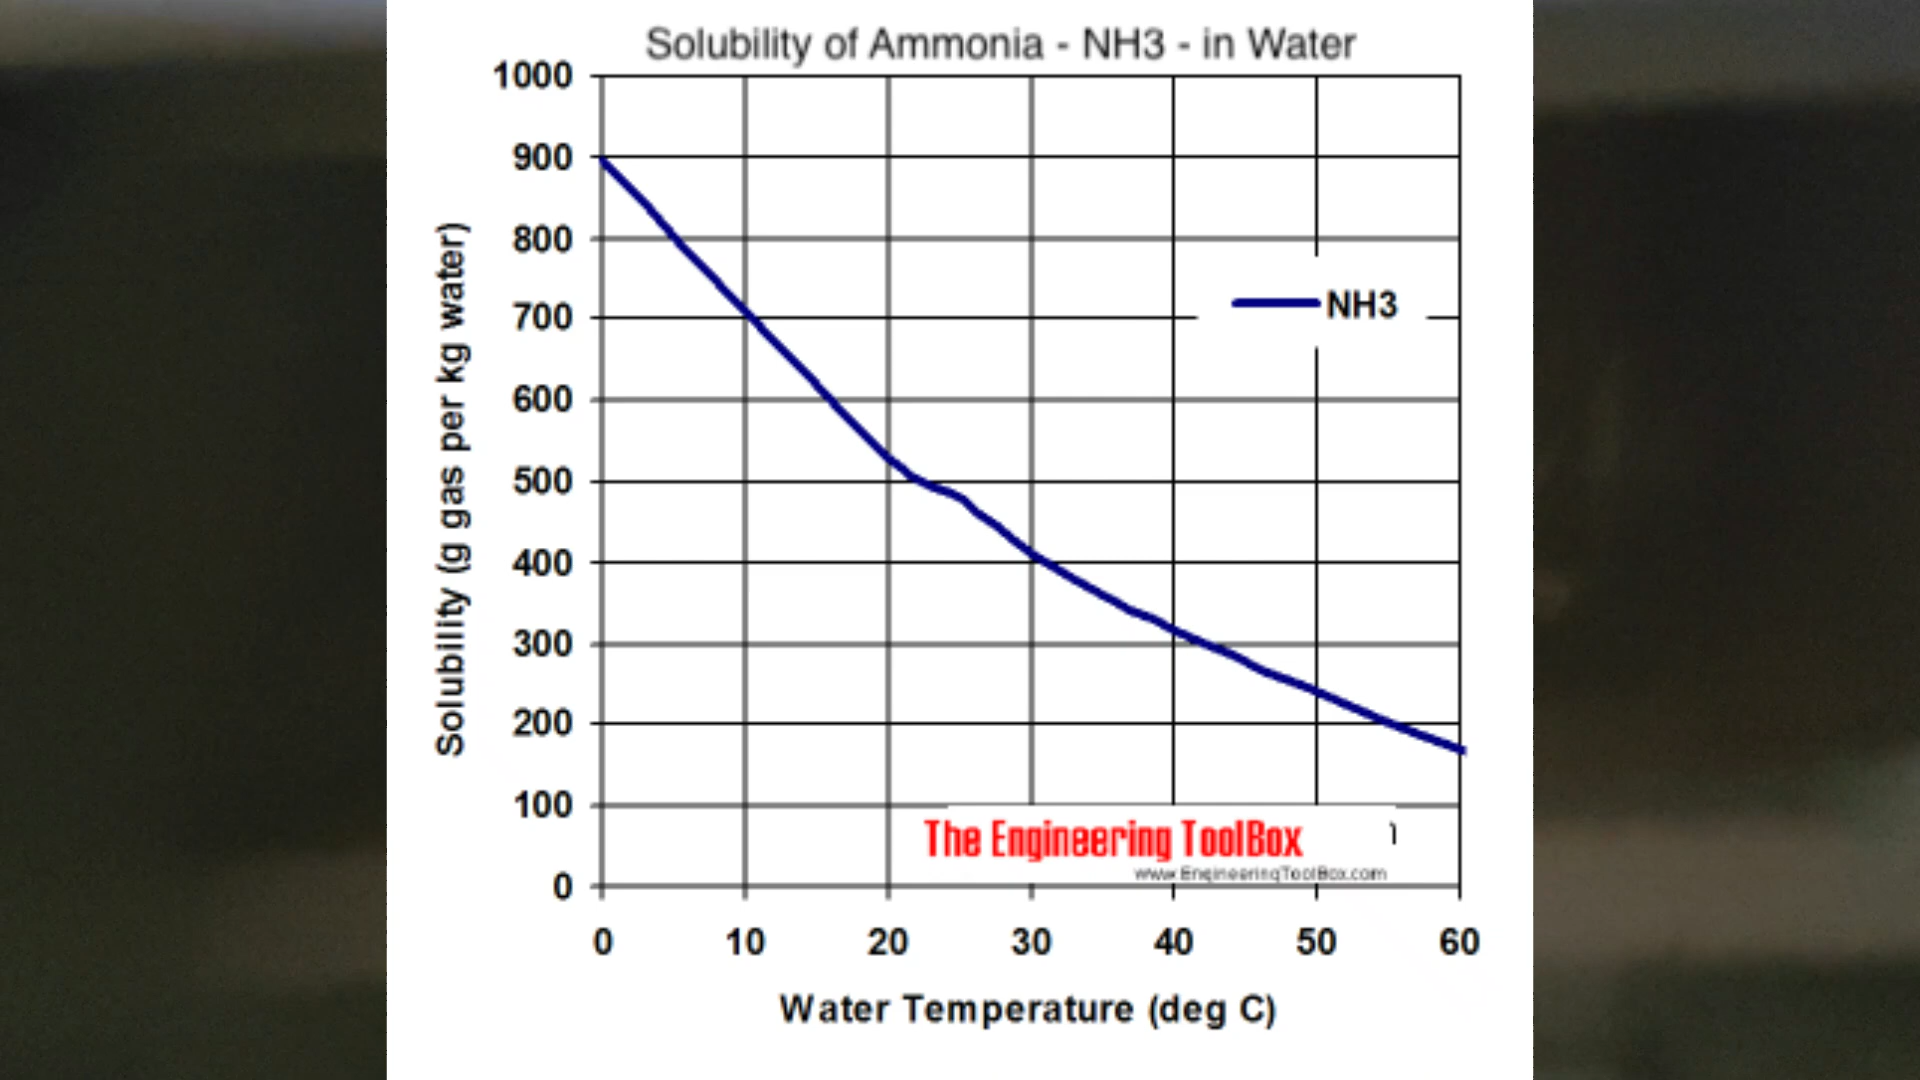 Solubility of Ammonia - NH3 - in Water
1000
900
800
700
600
500
400
300
200
100
0
Solubility (g gas per kg water)
NH3
The Engineering ToolBox
www.EngineeringToolBox.com
0 10 20 30 40 50 60
Water Temperature (deg C)